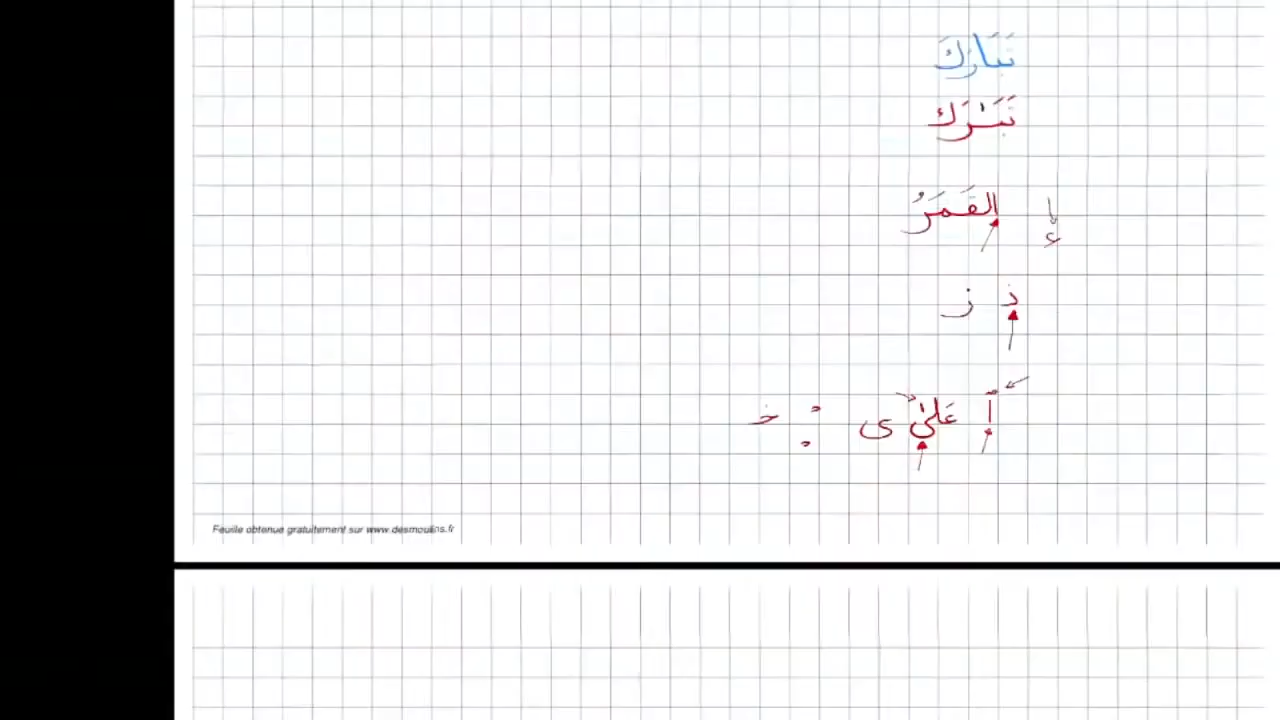 تَبَارَكَ
تَبَـٰرَكَ
القَمَرُ إ ء
ذ ز
أ عَلَىٰ ى خ
Feuille obtenue gratuitement sur www.desmoulins.fr